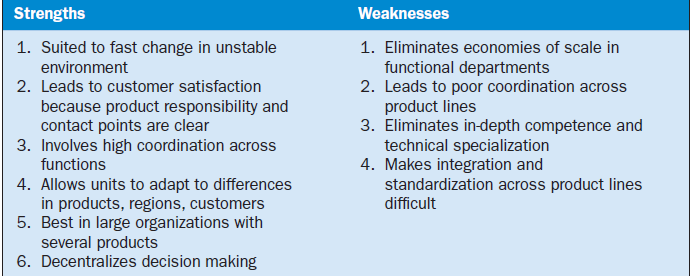 Strengths
1. Suited to fast change in unstable
environment
2. Leads to customer satisfaction
because product responsibility and
contact points are clear
3. Involves high coordination across
functions
4. Allows units to adapt to differences
in products, regions, customers
5. Best in large organizations with
several products
6. Decentralizes decision making
Weaknesses
1. Eliminates economies of scale in
functional departments
2. Leads to poor coordination across
product lines
3. Eliminates in-depth competence and
technical specialization
4. Makes integration and
standardization across product lines
difficult